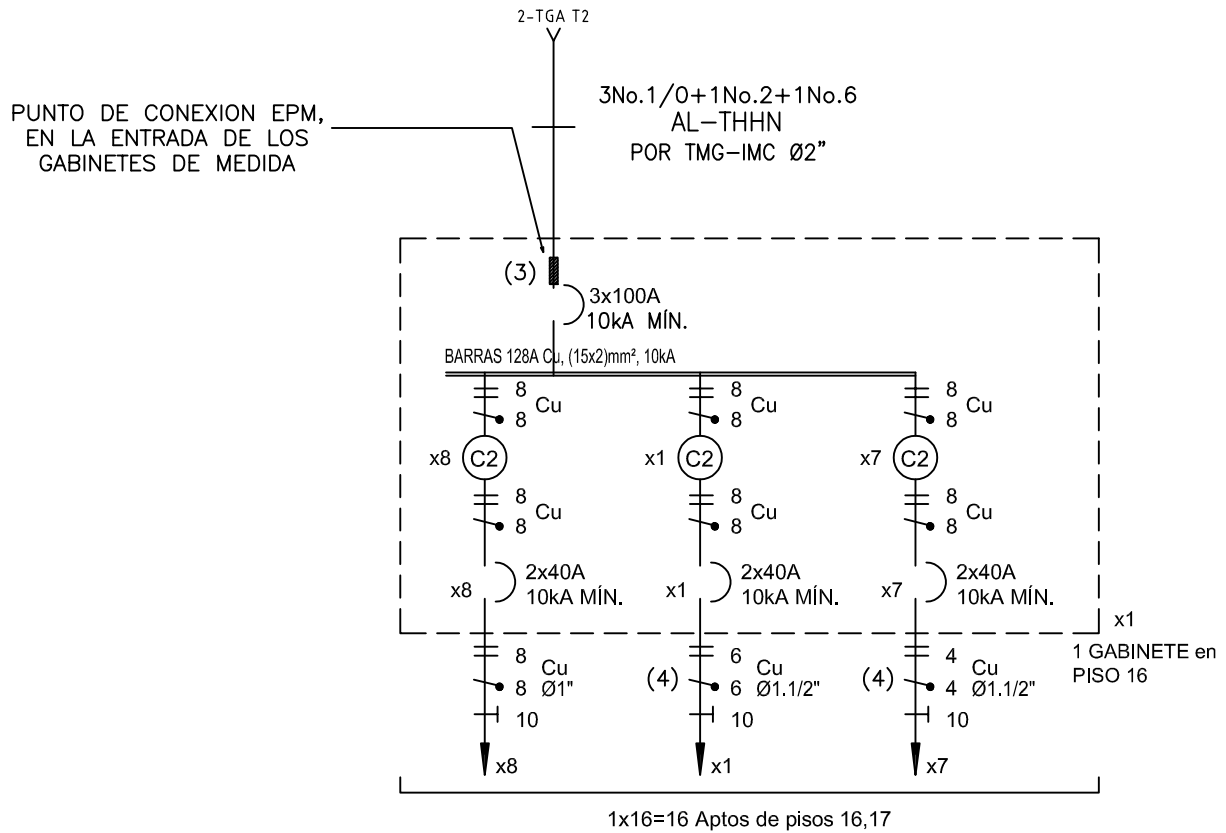 2-TGA T2
PUNTO DE CONEXION EPM,
EN LA ENTRADA DE LOS
GABINETES DE MEDIDA
3No.1/0+1No.2+1No.6
AL-THHN
POR TMG-IMC Ø2”
(3)
3x100A
10kA MÍN.
BARRAS 128A Cu, (15x2)mm², 10kA
8
8
Cu
8
8
Cu
8
8
Cu
x8
C2
x1
C2
x7
C2
8
8
Cu
8
8
Cu
8
8
Cu
x8
2x40A
10kA MÍN.
x1
2x40A
10kA MÍN.
x7
2x40A
10kA MÍN.
x1
1 GABINETE en
PISO 16
8
8
Cu
Ø1"
10
(4)
6
6
Cu
Ø1.1/2"
10
(4)
4
4
Cu
Ø1.1/2"
10
x8
x1
x7
1x16=16 Aptos de pisos 16,17